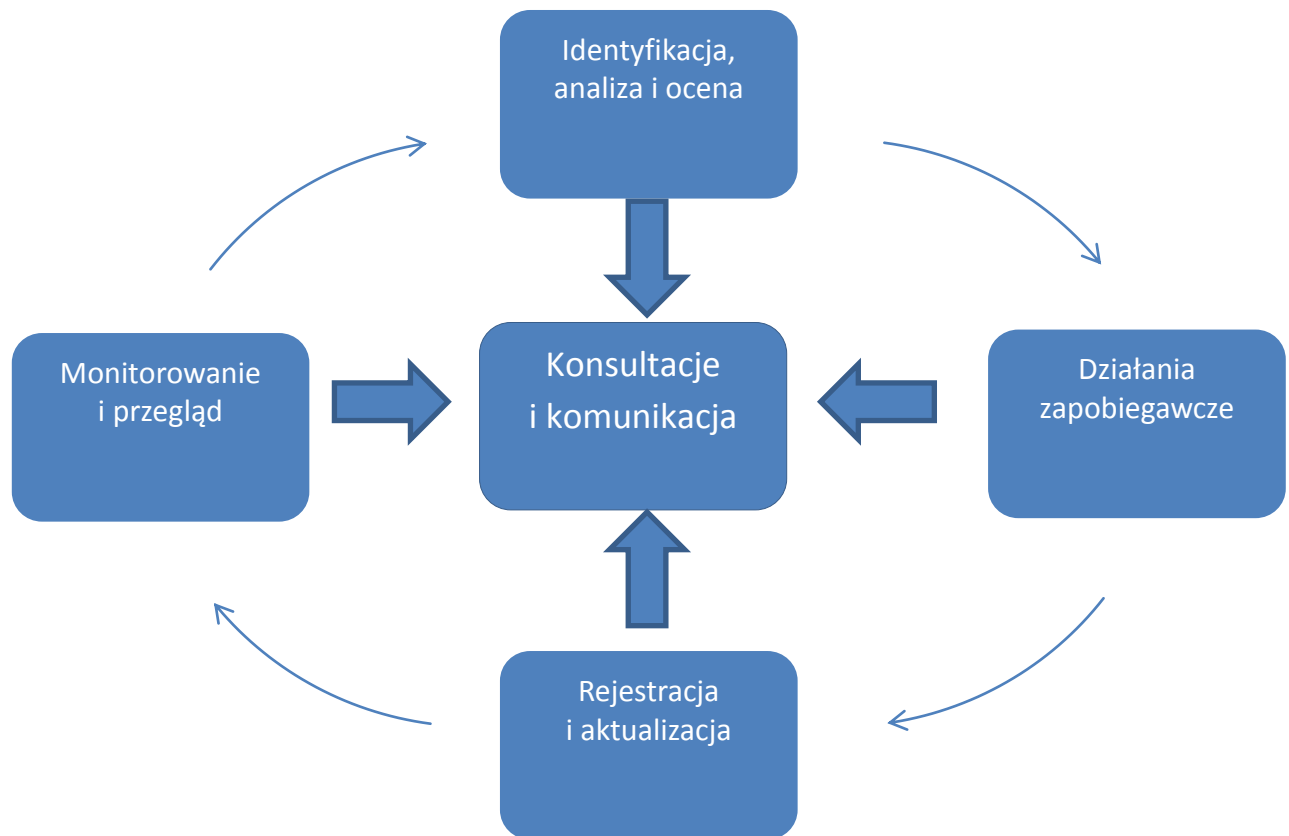 Identyfikacja,
analiza i ocena
Monitorowanie
i przegląd
Konsultacje
i komunikacja
Działania
zapobiegawcze
Rejestracja
i aktualizacja